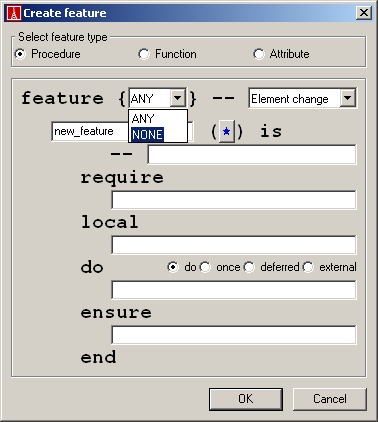 Create feature
Select feature type
Procedure Function Attribute
feature {ANY} -- Element change
ANY
new_feature NONE (*) is
--
require
local
do do once deferred external
ensure
end
OK Cancel